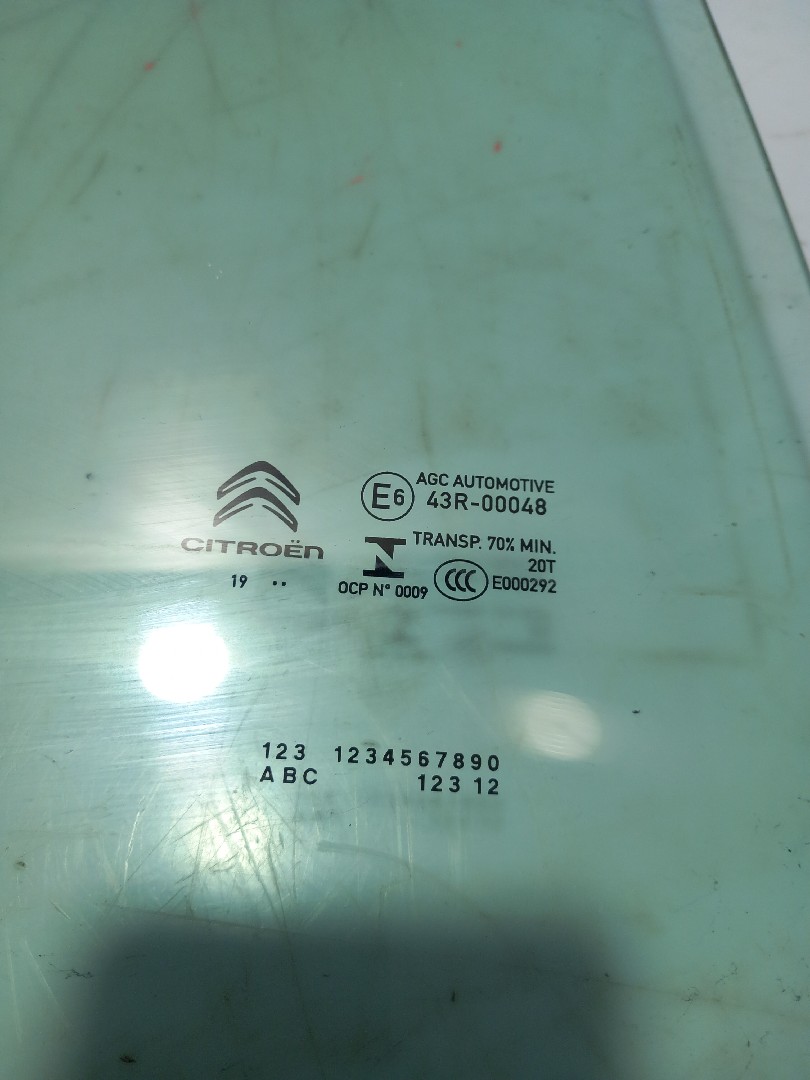 CITROËN
19 ..
E6
AGC AUTOMOTIVE
43R-00048
TRANSP. 70% MIN.
20T
OCP N° 0009
CCC
E000292
123 1234567890
ABC 123 12